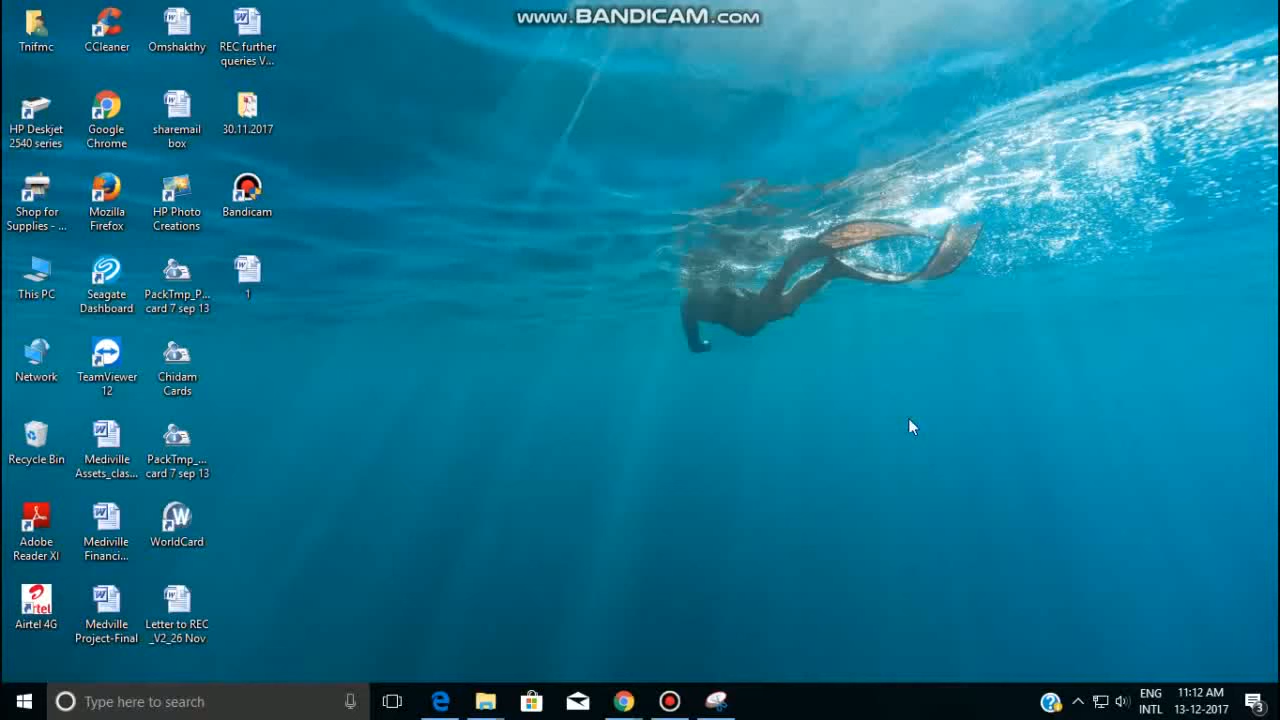 www.BANDICAM.com
Tnifmc
CCleaner
Omshakthy
REC further
queries V...
HP Deskjet
2540 series
Google
Chrome
sharemail
box
30.11.2017
Shop for
Supplies - ...
Mozilla
Firefox
HP Photo
Creations
Bandicam
This PC
Seagate
Dashboard
PackTmp_P...
card 7 sep 13
1
Network
TeamViewer
12
Chidam
Cards
Recycle Bin
Mediville
Assets_clas...
PackTmp_...
card 7 sep 13
Adobe
Reader XI
Mediville
Financi...
WorldCard
Airtel 4G
Medville
Project-Final
Letter to REC
_V2_26 Nov
Type here to search
ENG
INTL
11:12 AM
13-12-2017
3